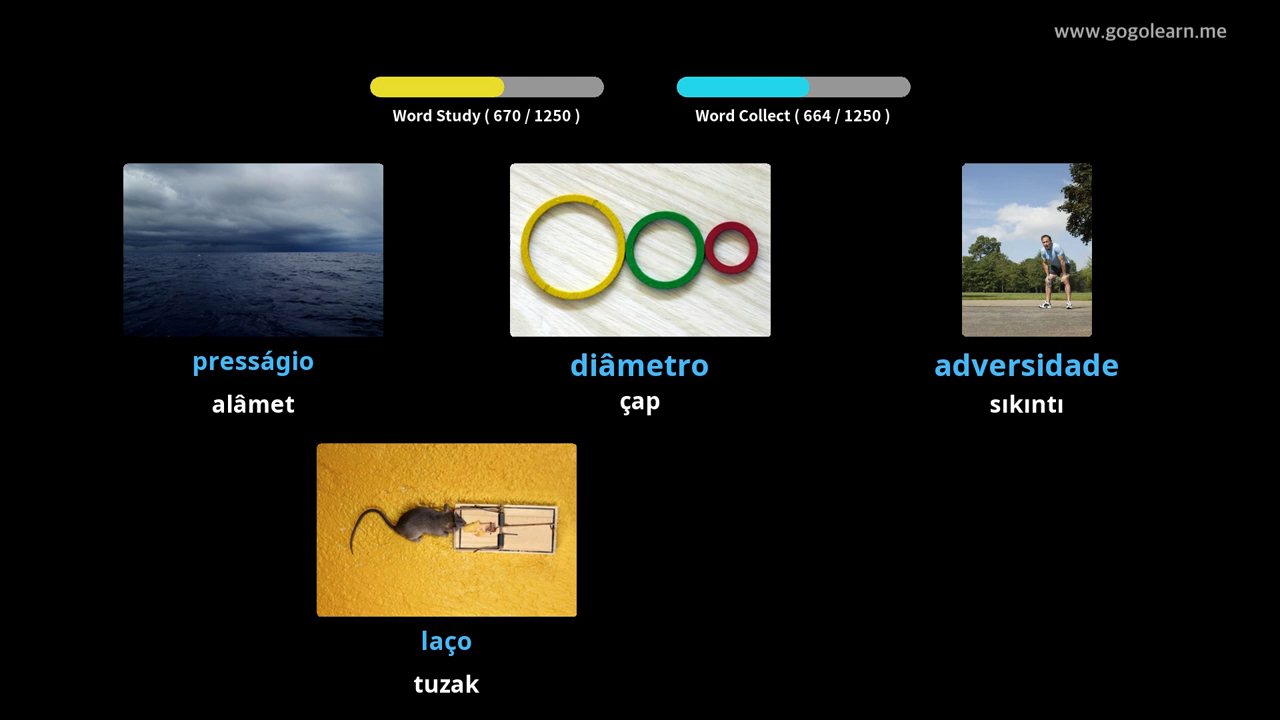 www.gogolearn.me
Word Study ( 670 / 1250 )
Word Collect ( 664 / 1250 )
presságio
alâmet
diâmetro
çap
adversidade
sıkıntı
laço
tuzak